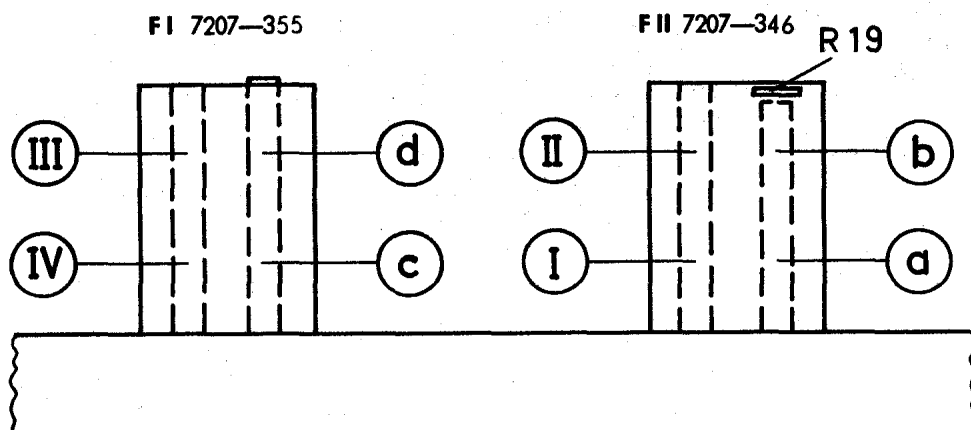 F I 7207—355
F II 7207—346
R 19
III
d
II
b
IV
c
I
a